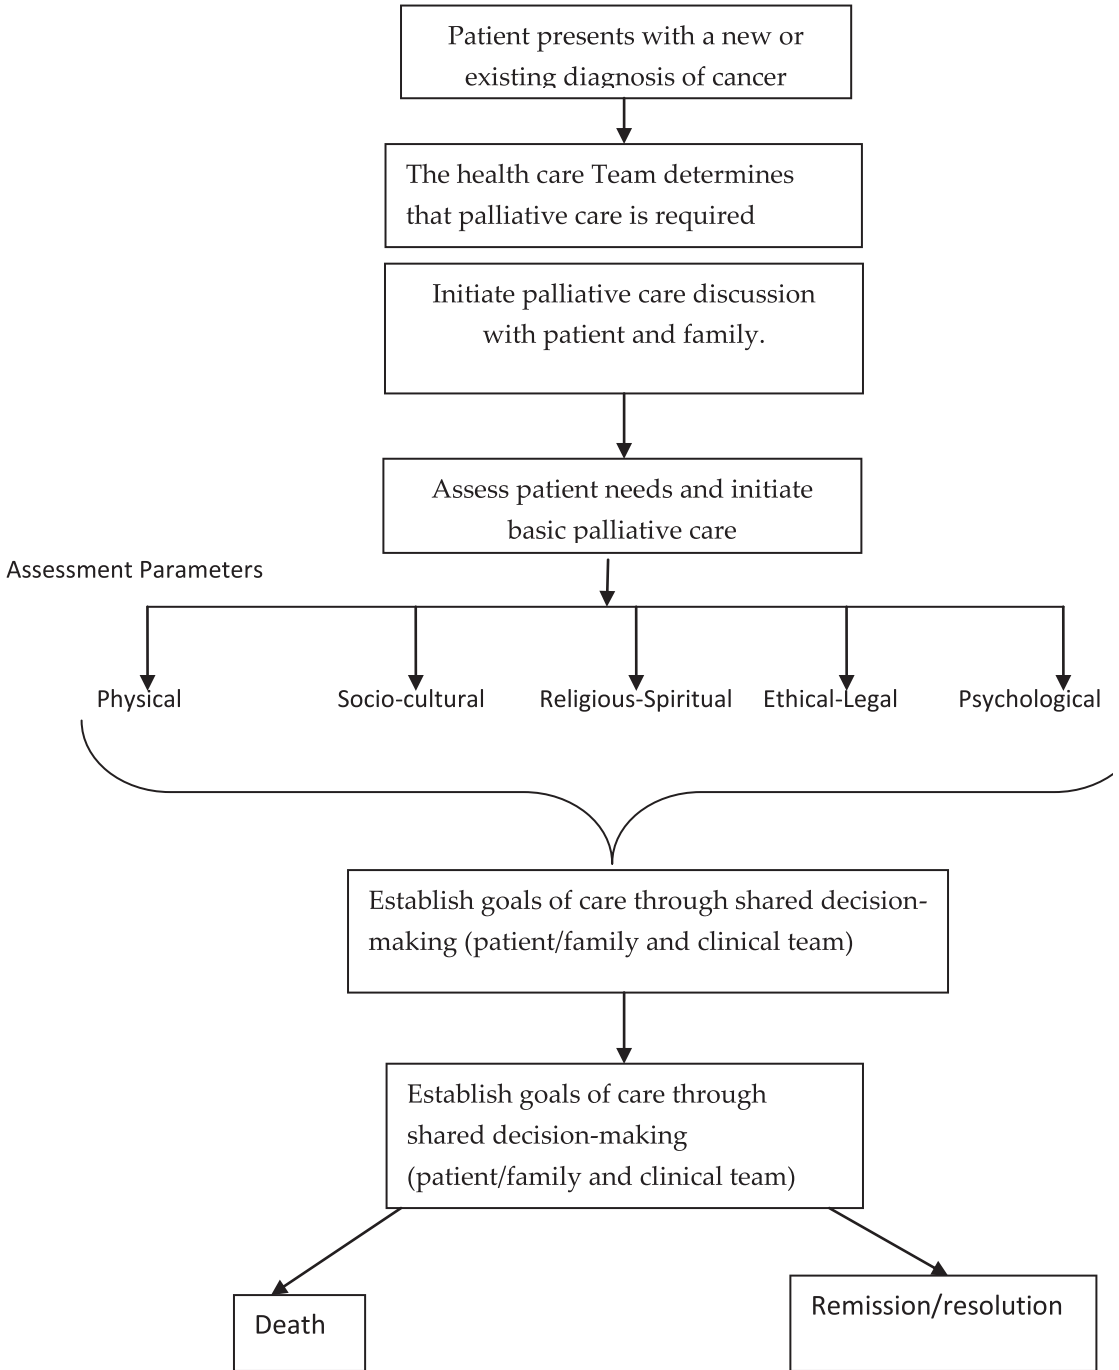 Patient presents with a new or
existing diagnosis of cancer
The health care Team determines
that palliative care is required
Initiate palliative care discussion
with patient and family.
Assess patient needs and initiate
basic palliative care
Assessment Parameters
Physical
Socio-cultural
Religious-Spiritual
Ethical-Legal
Psychological
Establish goals of care through shared decision-
making (patient/family and clinical team)
Establish goals of care through
shared decision-making
(patient/family and clinical team)
Death
Remission/resolution